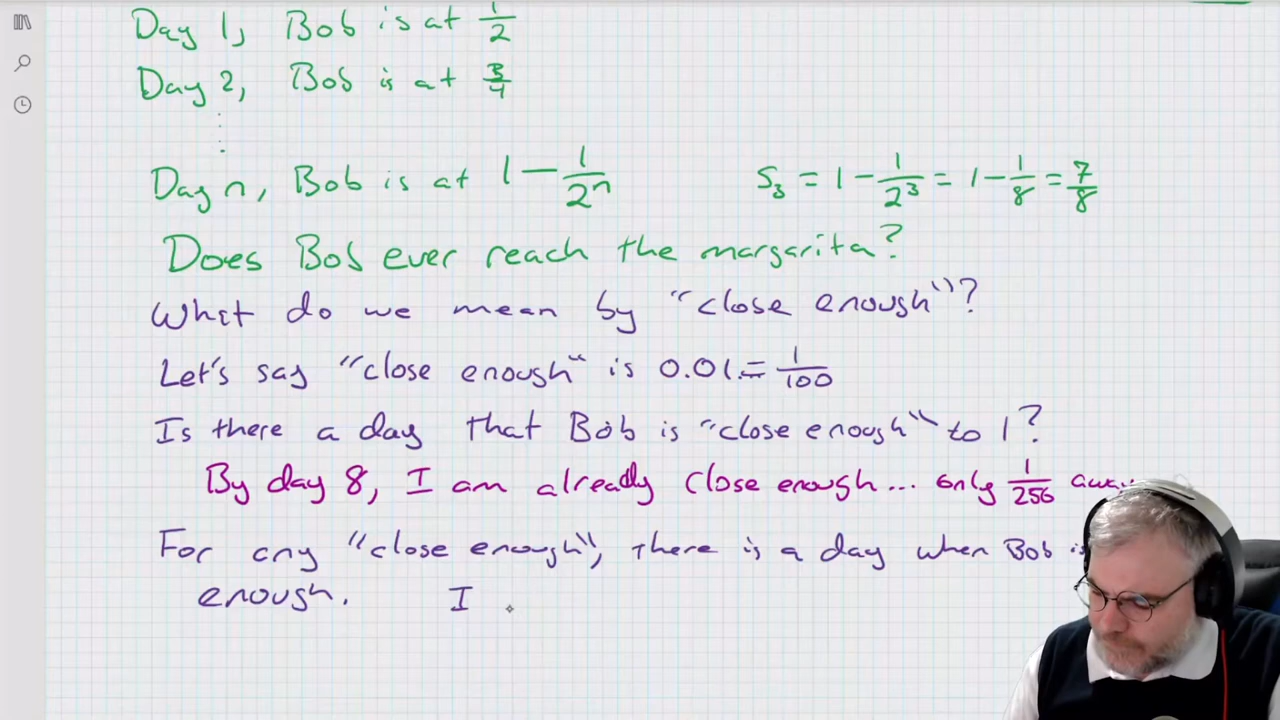 Day 1, Bob is at 1/2
Day 2, Bob is at 3/4
Day n, Bob is at 1 - 1/2^n    S_3 = 1 - 1/2^3 = 1 - 1/8 = 7/8
Does Bob ever reach the margarita?
What do we mean by "close enough"?
Let's say "close enough" is 0.01. = 1/100
Is there a day that Bob is "close enough" to 1?
By day 8, I am already close enough... only 1/256
For any "close enough", there is a day when Bob is
enough.    I